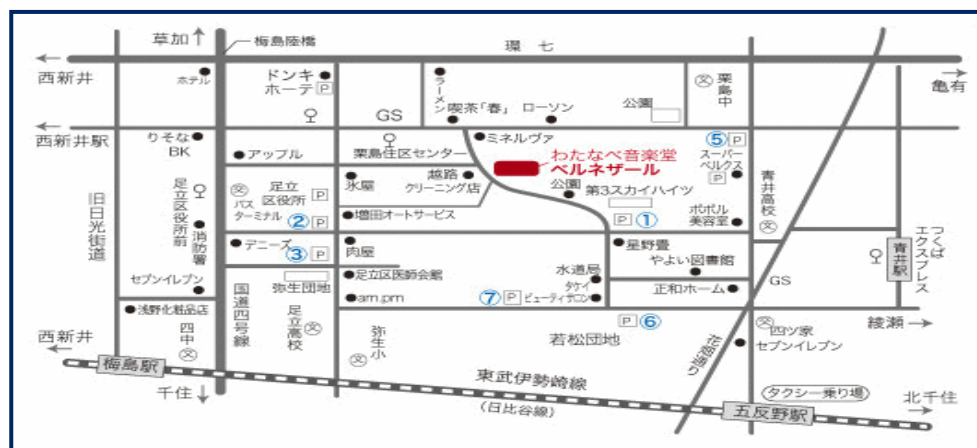 草加
梅島陸橋
環七
西新井
亀有
ホテル
ドンキ
ホーテ P
ラーメン
喫茶「春」
ローソン
公園
文 栗島中
GS
西新井駅
りそな
BK
アップル
栗島住区センター
ミネルヴァ
わたなべ音楽堂
ベルネザール
⑤ P
スーパー
ベルクス
P
旧日光街道
足立区役所前
消防署
文
バス
ターミナル
足立
区役所
P
② P
氷屋
越路
クリーニング店
増田オートサービス
公園
第3スカイハイツ
P ①
ポポル
美容室
青井高校 文
青井駅
つくば
エクスプレス
デニーズ
③ P
肉屋
星野畳
やよい図書館
セブンイレブン
弥生団地
足立区医師会館
水道局
タケイ
ビューティサロン
⑦ P
am.pm
正和ホーム
GS
浅野化粧品店
四中 文
国道四号線
足立高校 文
弥生小
文
P ⑥
若松団地
文 四ツ家
セブンイレブン
綾瀬
西新井
梅島駅
千住
東武伊勢崎線
(日比谷線)
タクシー乗り場
五反野駅
北千住